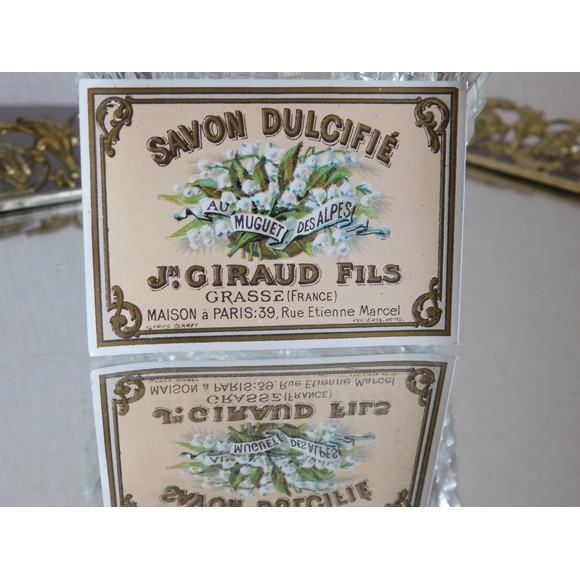 SAVON DULCIFIÉ
AU MUGUET DES ALPES
JN. GIRAUD FILS
GRASSE (FRANCE)
MAISON à PARIS: 39, Rue Etienne Marcel